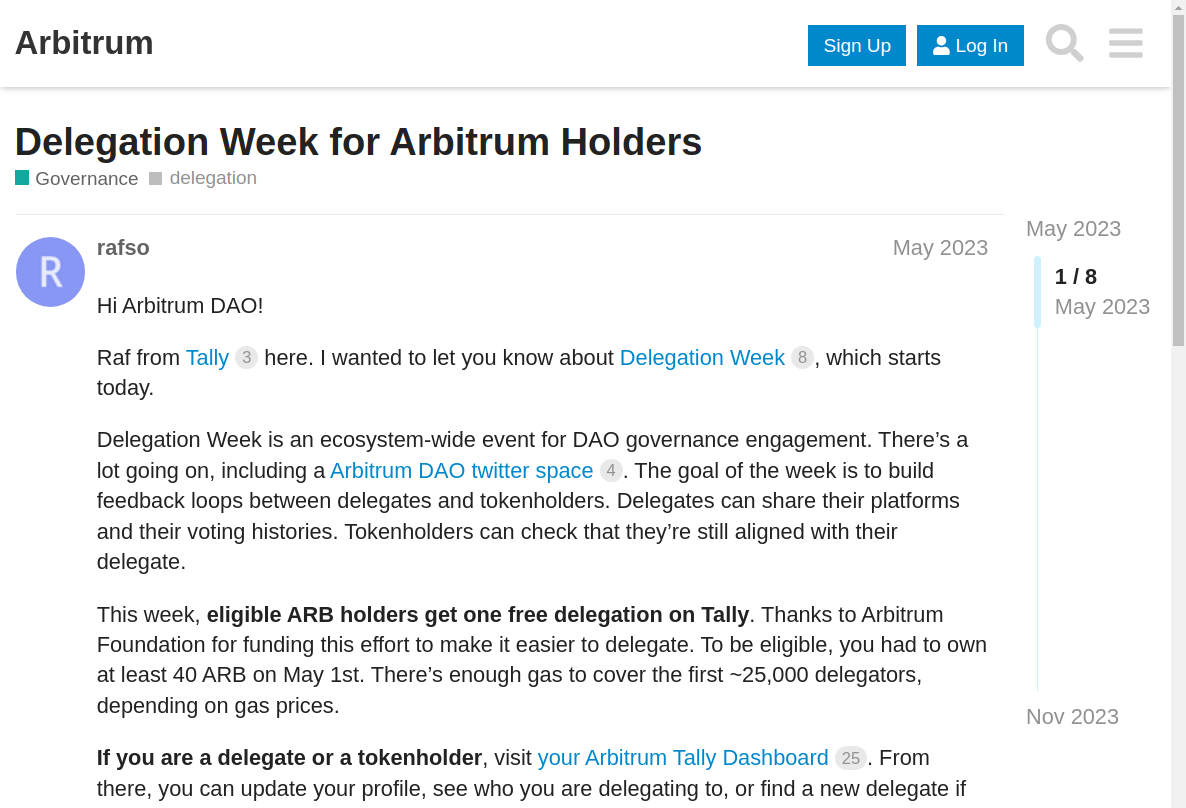 Arbitrum
Sign Up
Log In
Delegation Week for Arbitrum Holders
Governance
delegation
R
rafso
May 2023
Hi Arbitrum DAO!
Raf from Tally 3 here. I wanted to let you know about Delegation Week 8, which starts
today.
Delegation Week is an ecosystem-wide event for DAO governance engagement. There’s a
lot going on, including a Arbitrum DAO twitter space 4. The goal of the week is to build
feedback loops between delegates and tokenholders. Delegates can share their platforms
and their voting histories. Tokenholders can check that they’re still aligned with their
delegate.
This week, eligible ARB holders get one free delegation on Tally. Thanks to Arbitrum
Foundation for funding this effort to make it easier to delegate. To be eligible, you had to own
at least 40 ARB on May 1st. There’s enough gas to cover the first ~25,000 delegators,
depending on gas prices.
If you are a delegate or a tokenholder, visit your Arbitrum Tally Dashboard 25. From
there, you can update your profile, see who you are delegating to, or find a new delegate if
May 2023
1 / 8
May 2023
Nov 2023